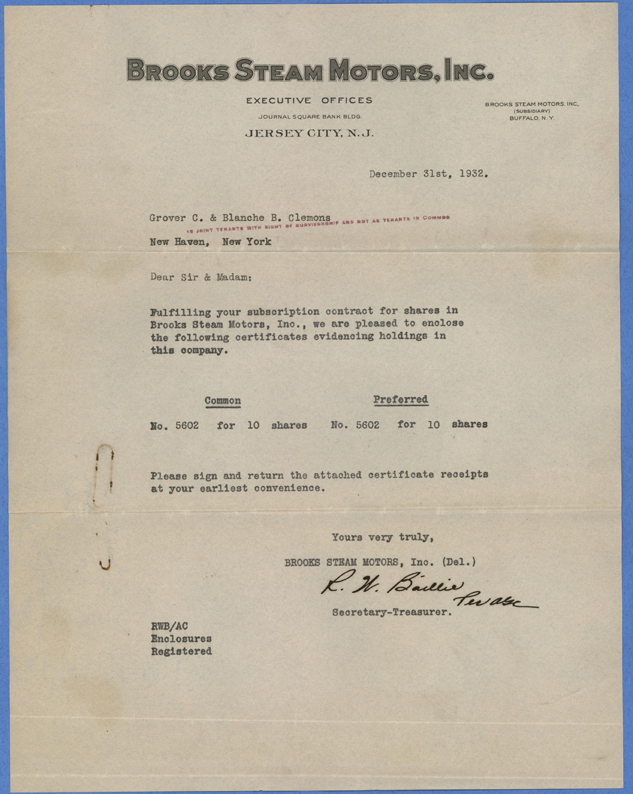 BROOKS STEAM MOTORS, INC.
EXECUTIVE OFFICES
JOURNAL SQUARE BANK BLDG.
JERSEY CITY, N.J.
BROOKS STEAM MOTORS INC.
(SUBSIDIARY)
BUFFALO, N.Y.
December 31st, 1932.
Grover C. & Blanche B. Clemons
AS JOINT TENANTS WITH RIGHT OF SURVIVORSHIP AND NOT AS TENANTS IN COMMON
New Haven, New York
Dear Sir & Madam:
Fulfilling your subscription contract for shares in
Brooks Steam Motors, Inc., we are pleased to enclose
the following certificates evidencing holdings in
this company.
Common Preferred
No. 5602 for 10 shares No. 5602 for 10 shares
Please sign and return the attached certificate receipts
at your earliest convenience.
Yours very truly,
BROOKS STEAM MOTORS, Inc. (Del.)
R. W. Baillie
Secretary-Treasurer.
RWB/AC
Enclosures
Registered